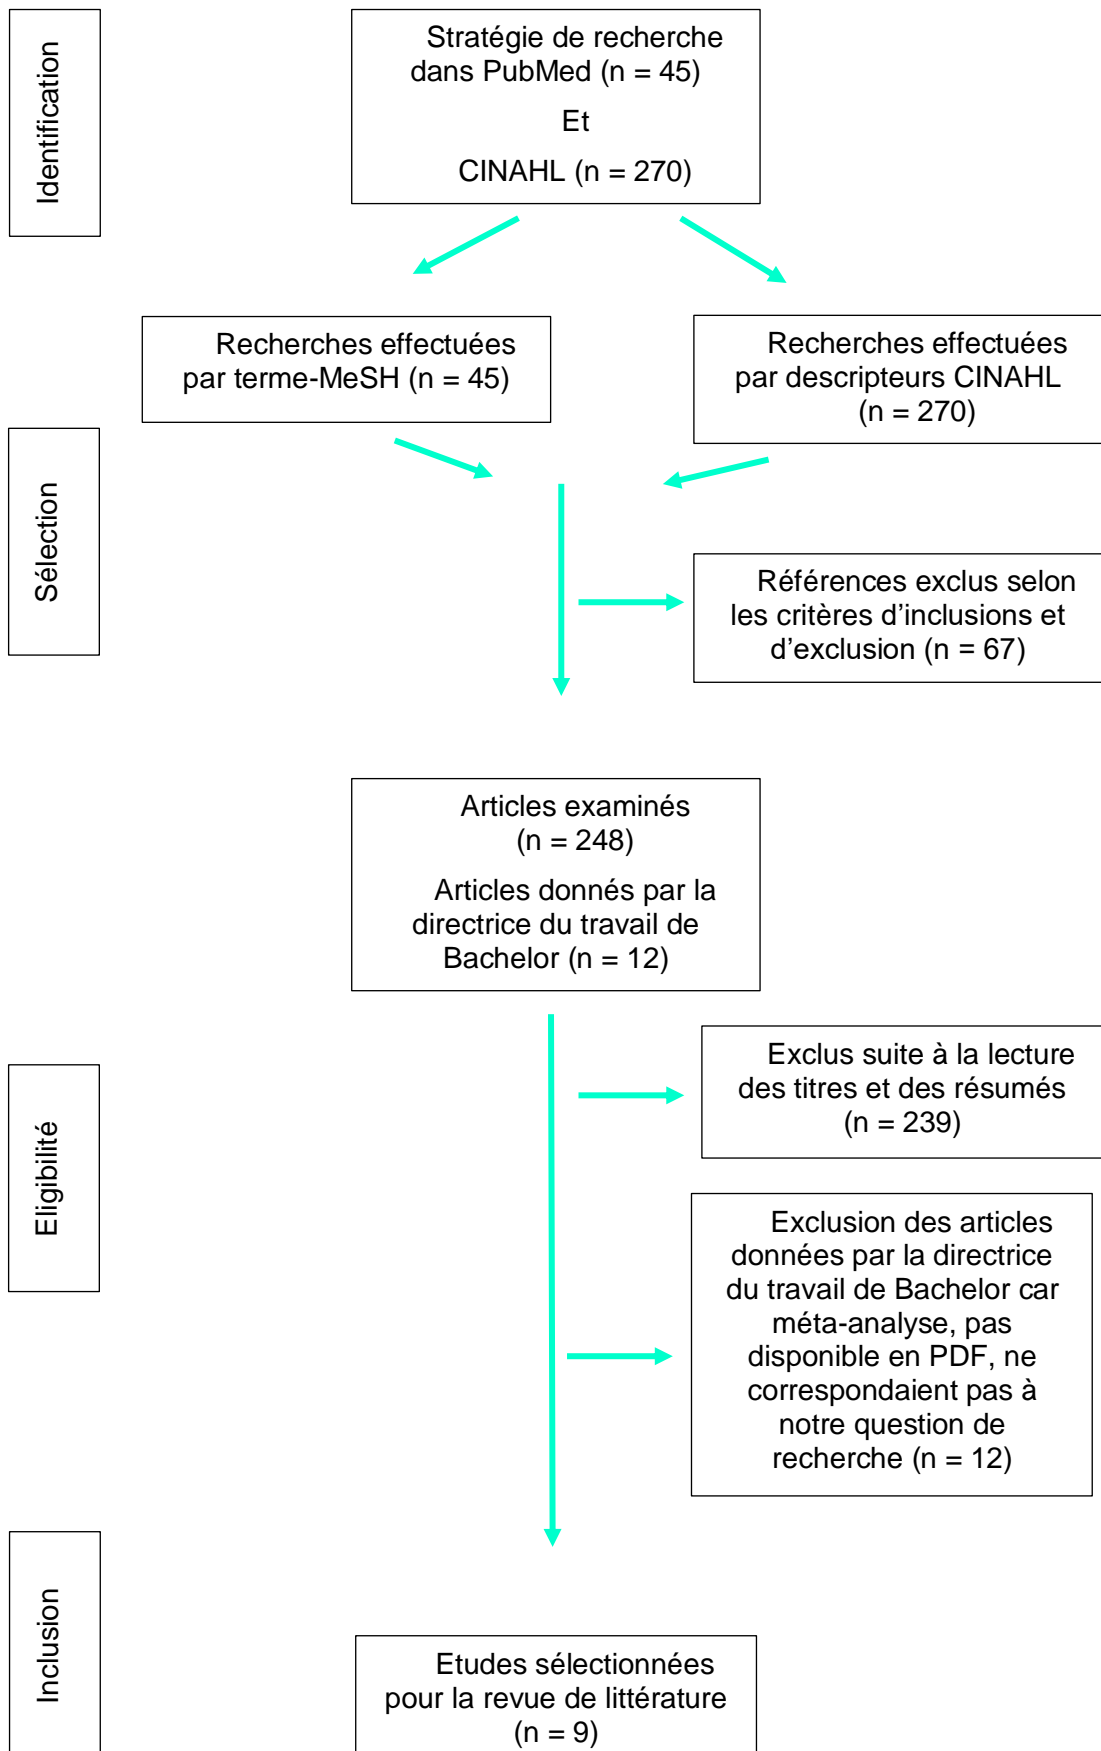 Identification
Stratégie de recherche
dans PubMed (n = 45)
Et
CINAHL (n = 270)
Recherches effectuées
par terme-MeSH (n = 45)
Recherches effectuées
par descripteurs CINAHL
(n = 270)
Sélection
Références exclus selon
les critères d’inclusions et
d’exclusion (n = 67)
Articles examinés
(n = 248)
Articles donnés par la
directrice du travail de
Bachelor (n = 12)
Eligibilité
Exclus suite à la lecture
des titres et des résumés
(n = 239)
Exclusion des articles
données par la directrice
du travail de Bachelor car
méta-analyse, pas
disponible en PDF, ne
correspondaient pas à
notre question de
recherche (n = 12)
Inclusion
Etudes sélectionnées
pour la revue de littérature
(n = 9)